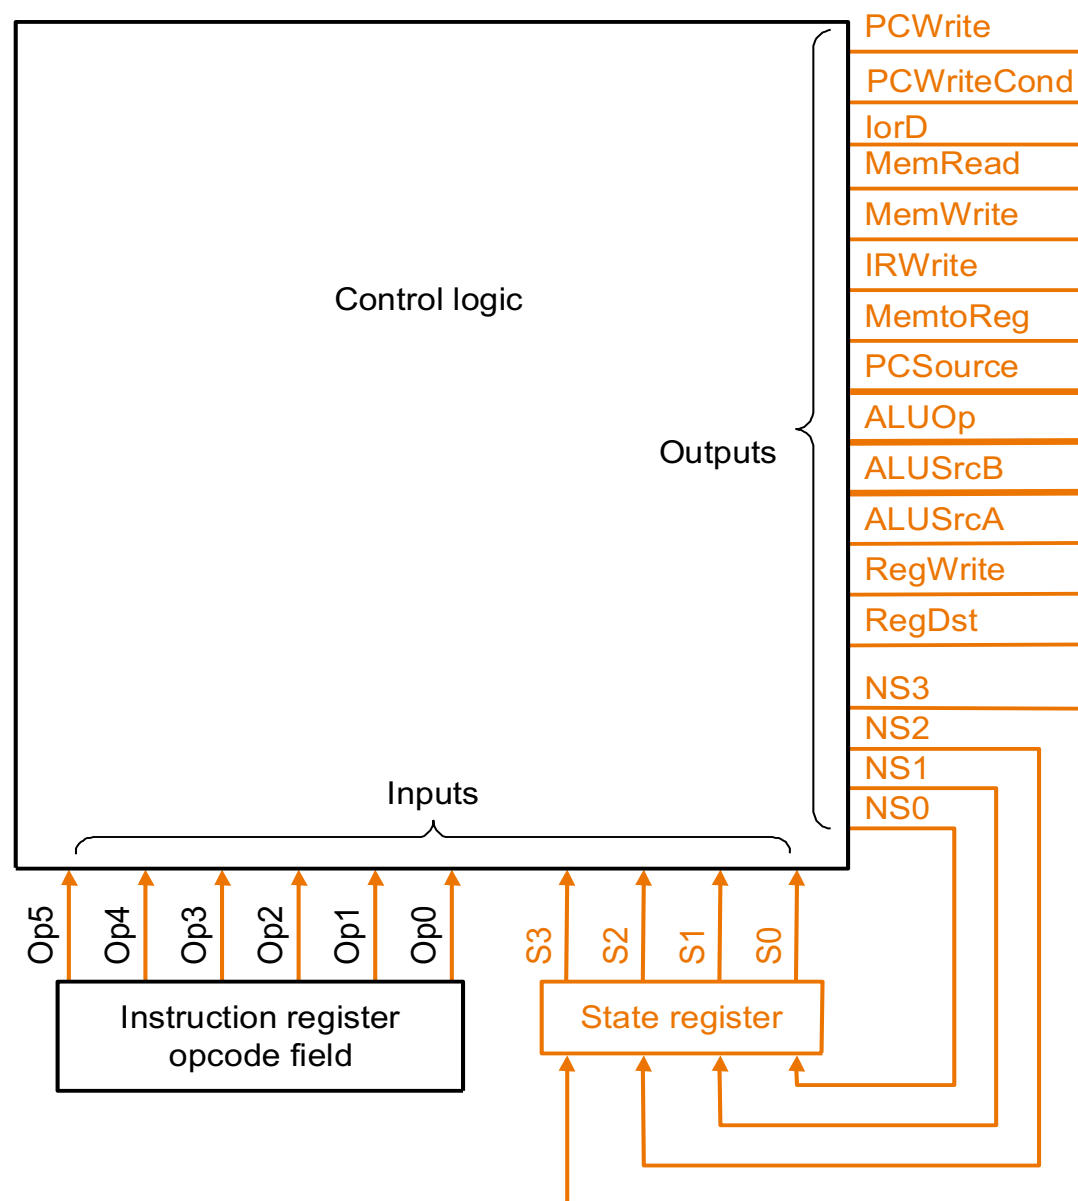 PCWrite
PCWriteCond
IorD
MemRead
MemWrite
IRWrite
MemtoReg
PCSource
ALUOp
ALUSrcB
ALUSrcA
RegWrite
RegDst
NS3
NS2
NS1
NS0
Control logic
Outputs
Inputs
Op5
Op4
Op3
Op2
Op1
Op0
S3
S2
S1
S0
Instruction register
opcode field
State register